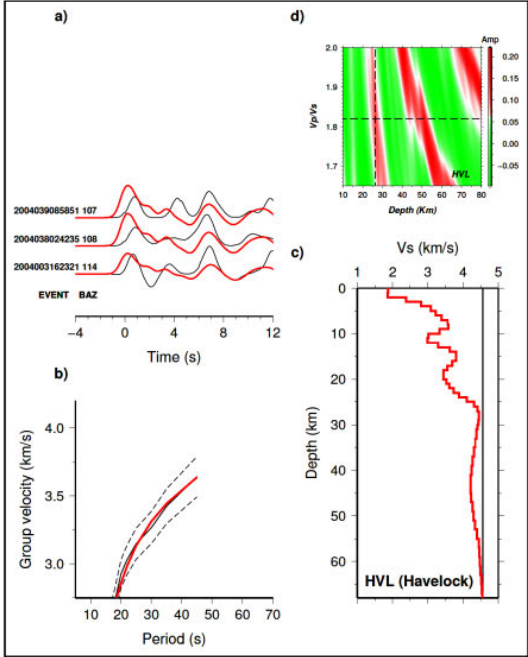 a)
2004039085851 107
2004038024235 108
2004003162321 114
EVENT BAZ
−4 0 4 8 12
Time (s)
b)
4.0
3.5
3.0
Group velocity (km/s)
10 20 30 40 50 60 70
Period (s)
d)
Amp
2.0
1.9
1.8
1.7
Vp/Vs
HVL
10 20 30 40 50 60 70 80
Depth (Km)
0.20
0.15
0.10
0.05
0.00
−0.05
c)
Vs (km/s)
1 2 3 4 5
0
10
20
30
40
50
60
Depth (km)
HVL (Havelock)